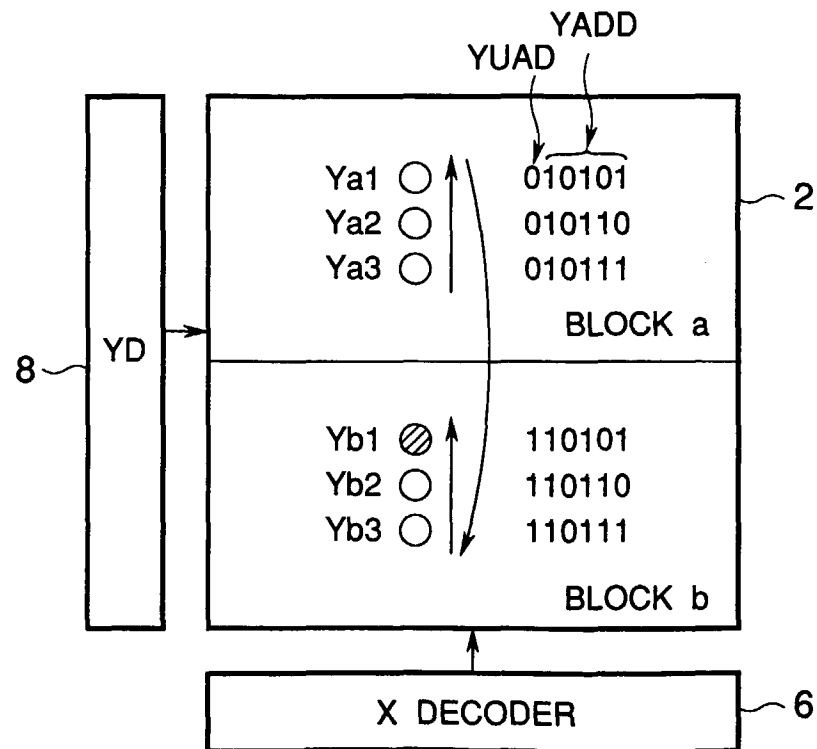 YADD
YUAD
Ya1 010101
Ya2 010110
2
Ya3 010111
BLOCK a
YD
8
Yb1 110101
Yb2 110110
Yb3 110111
BLOCK b
X DECODER
6